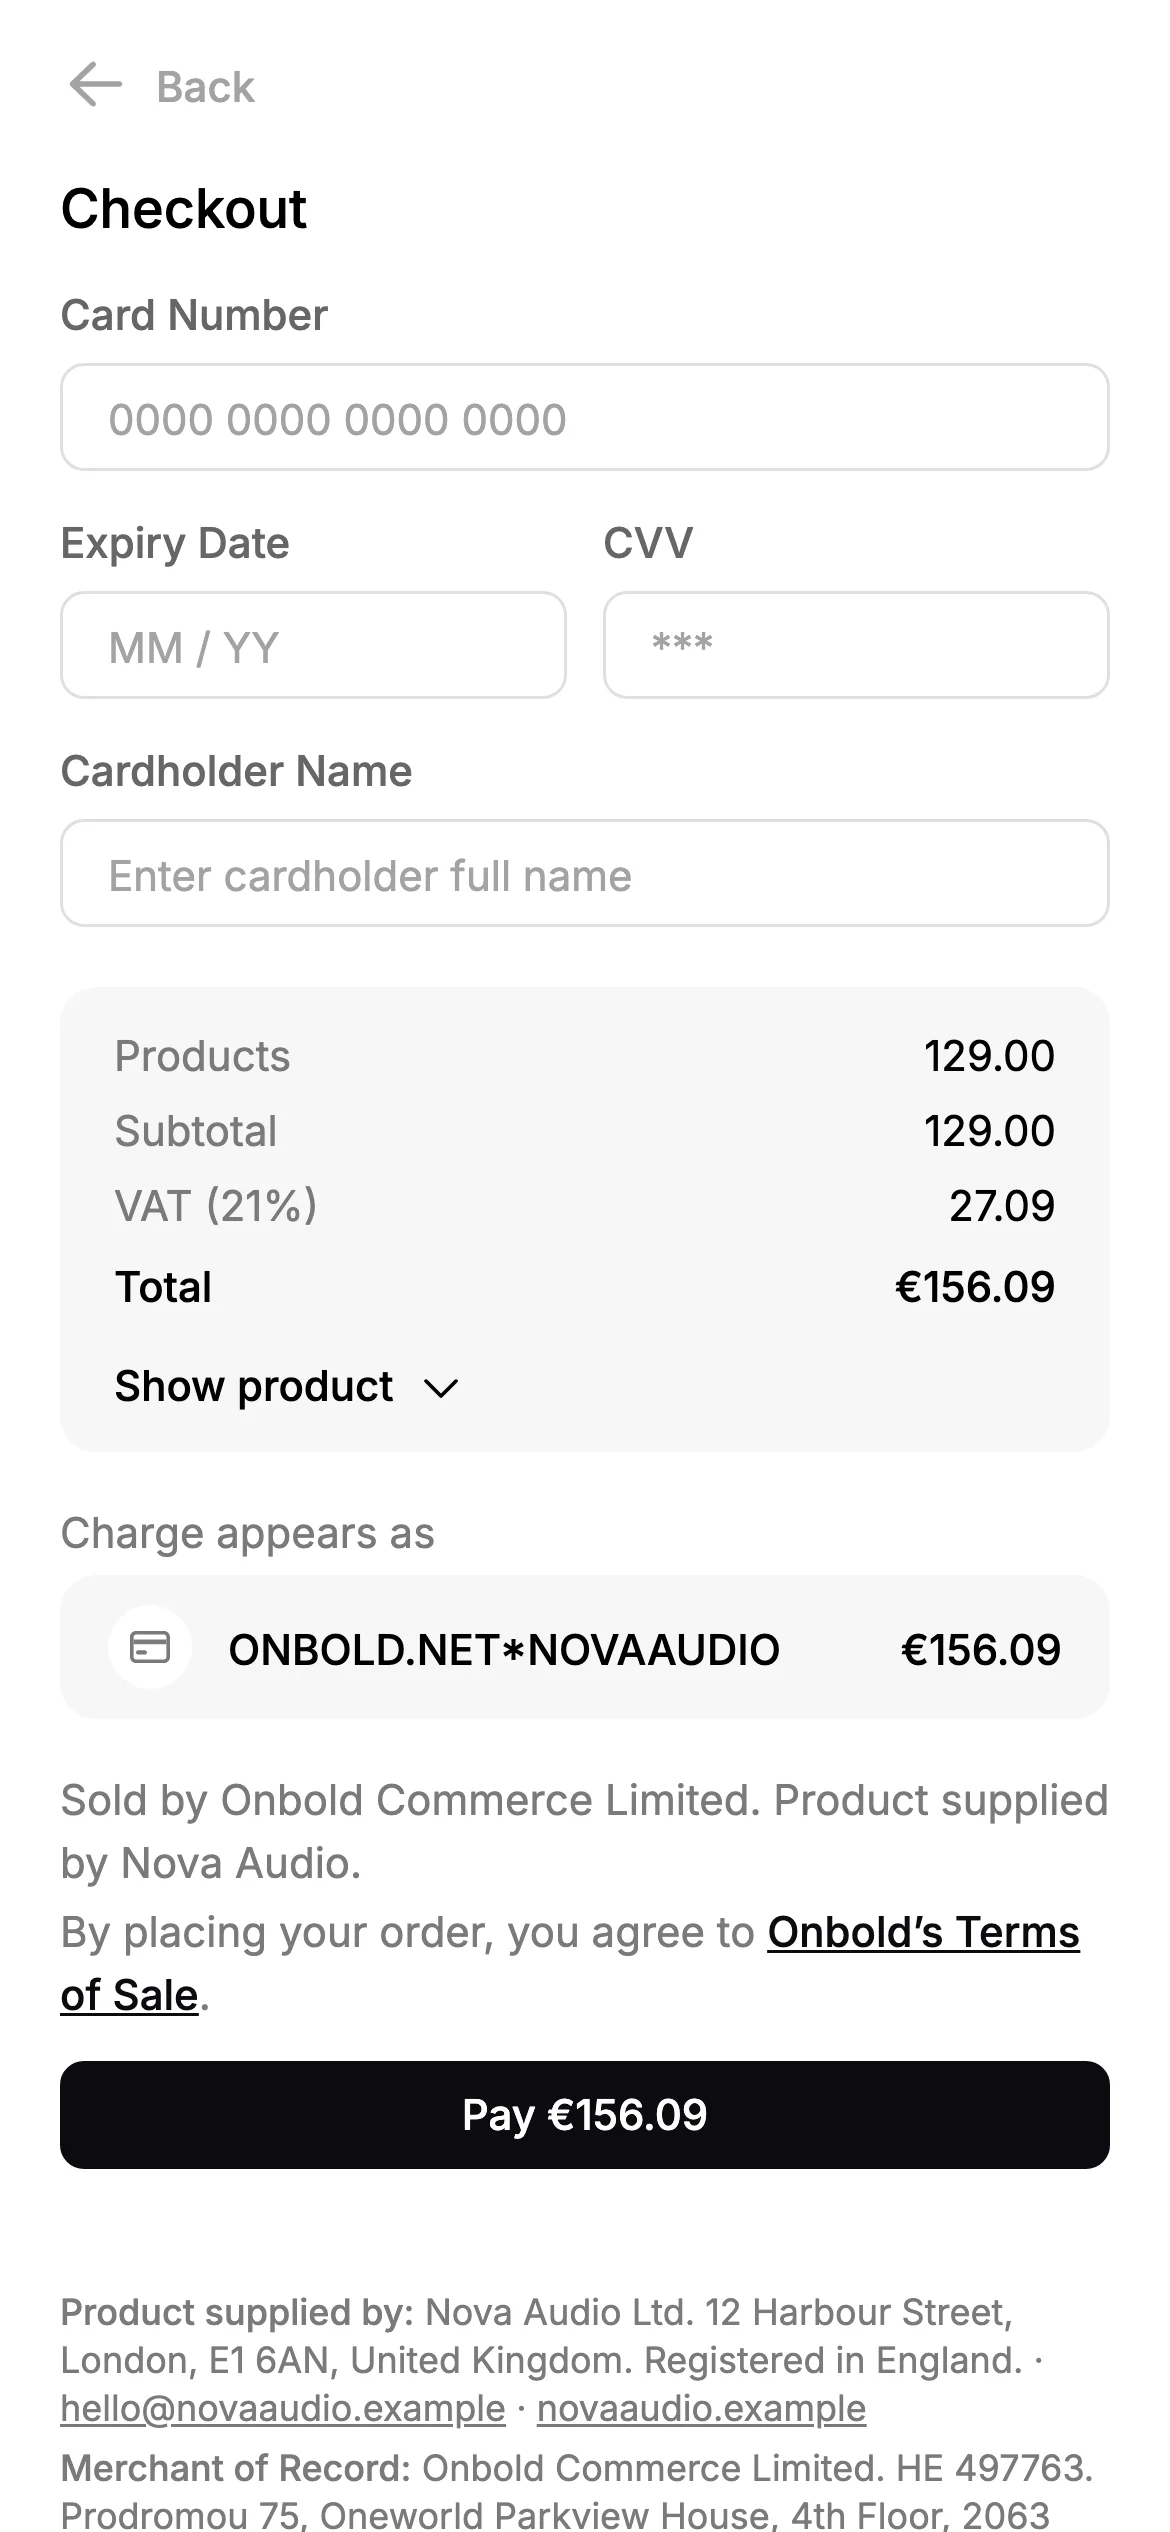 Back
Checkout
Card Number
0000 0000 0000 0000
Expiry Date
CVV
MM / YY
***
Cardholder Name
Enter cardholder full name
Products 129.00
Subtotal 129.00
VAT (21%) 27.09
Total €156.09
Show product
Charge appears as
ONBOLD.NET*NOVAAUDIO €156.09
Sold by Onbold Commerce Limited. Product supplied
by Nova Audio.
By placing your order, you agree to Onbold’s Terms
of Sale.
Pay €156.09
Product supplied by: Nova Audio Ltd. 12 Harbour Street,
London, E1 6AN, United Kingdom. Registered in England. ·
hello@novaaudio.example · novaaudio.example
Merchant of Record: Onbold Commerce Limited. HE 497763.
Prodromou 75, Oneworld Parkview House, 4th Floor, 2063